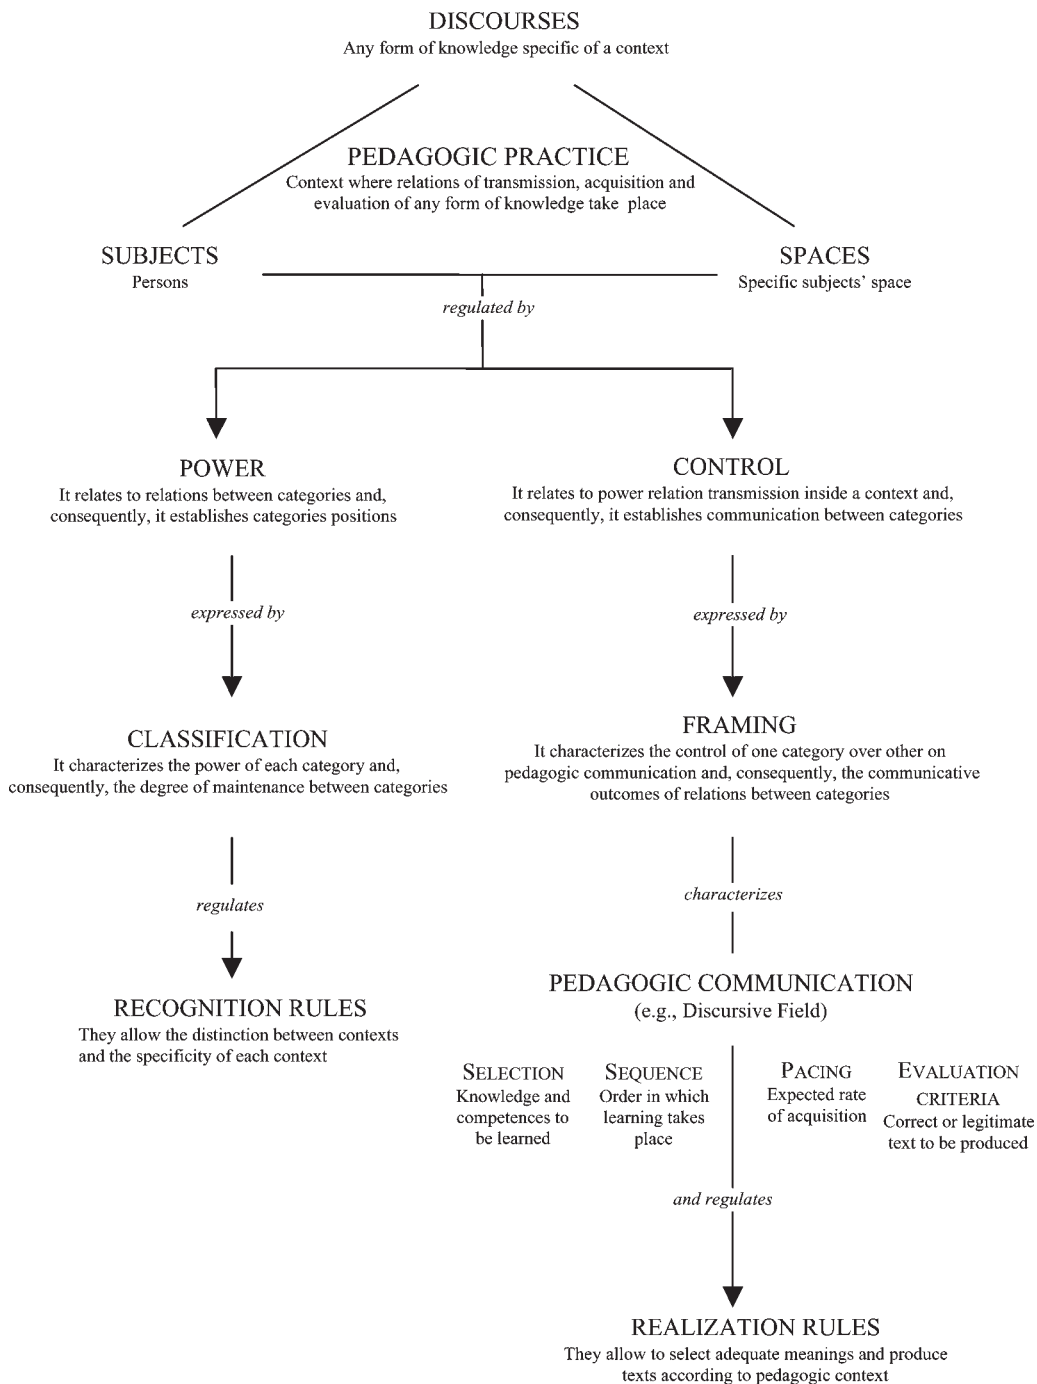 DISCOURSES
Any form of knowledge specific of a context
PEDAGOGIC PRACTICE
Context where relations of transmission, acquisition and
evaluation of any form of knowledge take place
SUBJECTS
Persons
SPACES
Specific subjects' space
regulated by
POWER
It relates to relations between categories and,
consequently, it establishes categories positions
CONTROL
It relates to power relation transmission inside a context and,
consequently, it establishes communication between categories
expressed by
expressed by
CLASSIFICATION
It characterizes the power of each category and,
consequently, the degree of maintenance between categories
FRAMING
It characterizes the control of one category over other on
pedagogic communication and, consequently, the communicative
outcomes of relations between categories
regulates
characterizes
RECOGNITION RULES
They allow the distinction between contexts
and the specificity of each context
PEDAGOGIC COMMUNICATION
(e.g., Discursive Field)
SELECTION
Knowledge and
competences to
be learned
SEQUENCE
Order in which
learning takes
place
PACING
Expected rate
of acquisition
EVALUATION
CRITERIA
Correct or legitimate
text to be produced
and regulates
REALIZATION RULES
They allow to select adequate meanings and produce
texts according to pedagogic context